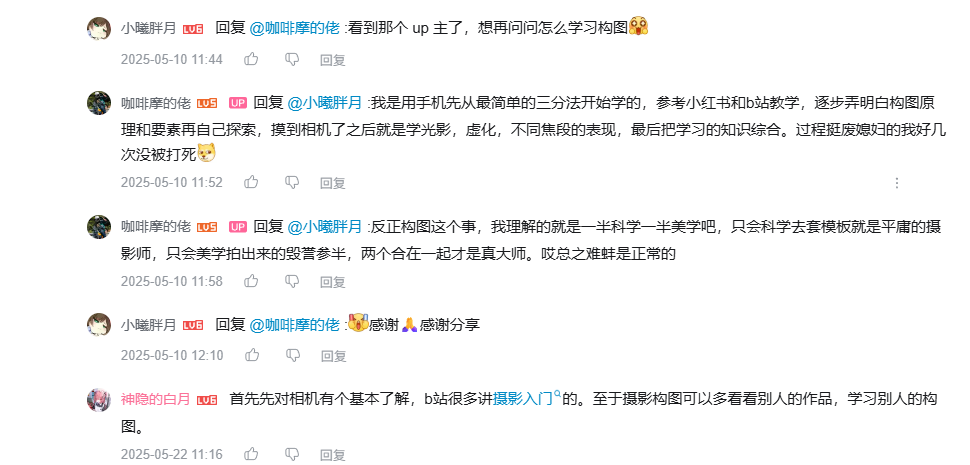 小曦胖月 LV6 回复 @咖啡摩的佬 :看到那个 up 主了，想再问问怎么学习构图
2025-05-10 11:44 回复
咖啡摩的佬 LV5 UP 回复 @小曦胖月 :我是用手机先从最简单的三分法开始学的，参考小红书和b站教学，逐步弄明白构图原
理和要素再自己探索，摸到相机了之后就是学光影，虚化，不同焦段的表现，最后把学习的知识综合。过程挺废媳妇的我好几
次没被打死
2025-05-10 11:52 回复
咖啡摩的佬 LV5 UP 回复 @小曦胖月 :反正构图这个事，我理解的就是一半科学一半美学吧，只会科学去套模板就是平庸的摄
影师，只会美学拍出来的毁誉参半，两个合在一起才是真大师。哎总之难蚌是正常的
2025-05-10 11:58 回复
小曦胖月 LV6 回复 @咖啡摩的佬 :感谢🙏感谢分享
2025-05-10 12:10 回复
神隐的白月 LV6 首先先对相机有个基本了解，b站很多讲摄影入门的。至于摄影构图可以多看看别人的作品，学习别人的构
图。
2025-05-22 11:16 回复